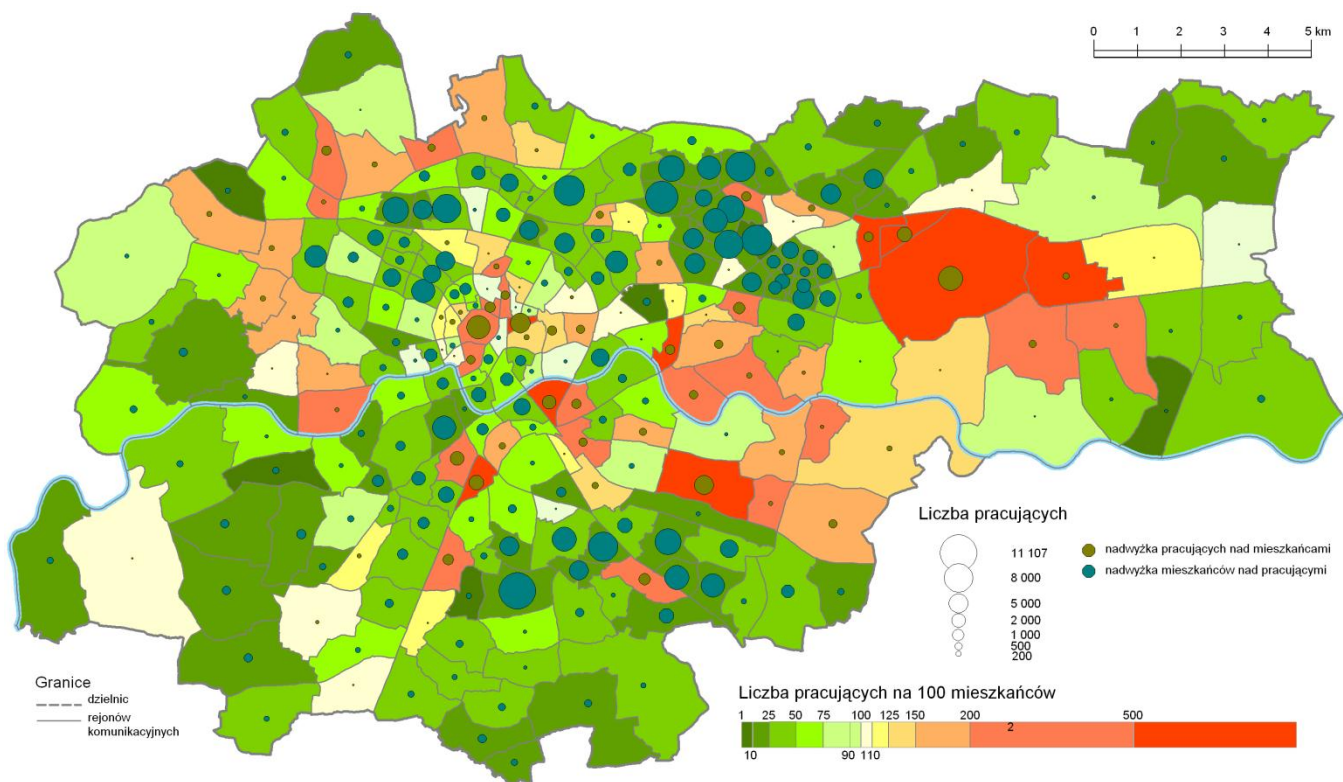 0 1 2 3 4 5 km
Liczba pracujących
11 107
8 000
5 000
2 000
1 000
500
200
nadwyżka pracujących nad mieszkańcami
nadwyżka mieszkańców nad pracującymi
Granice
dzielnic
rejonów
komunikacyjnych
Liczba pracujących na 100 mieszkańców
1 25 50 75 100 125 150 200 500
2
10 90 110